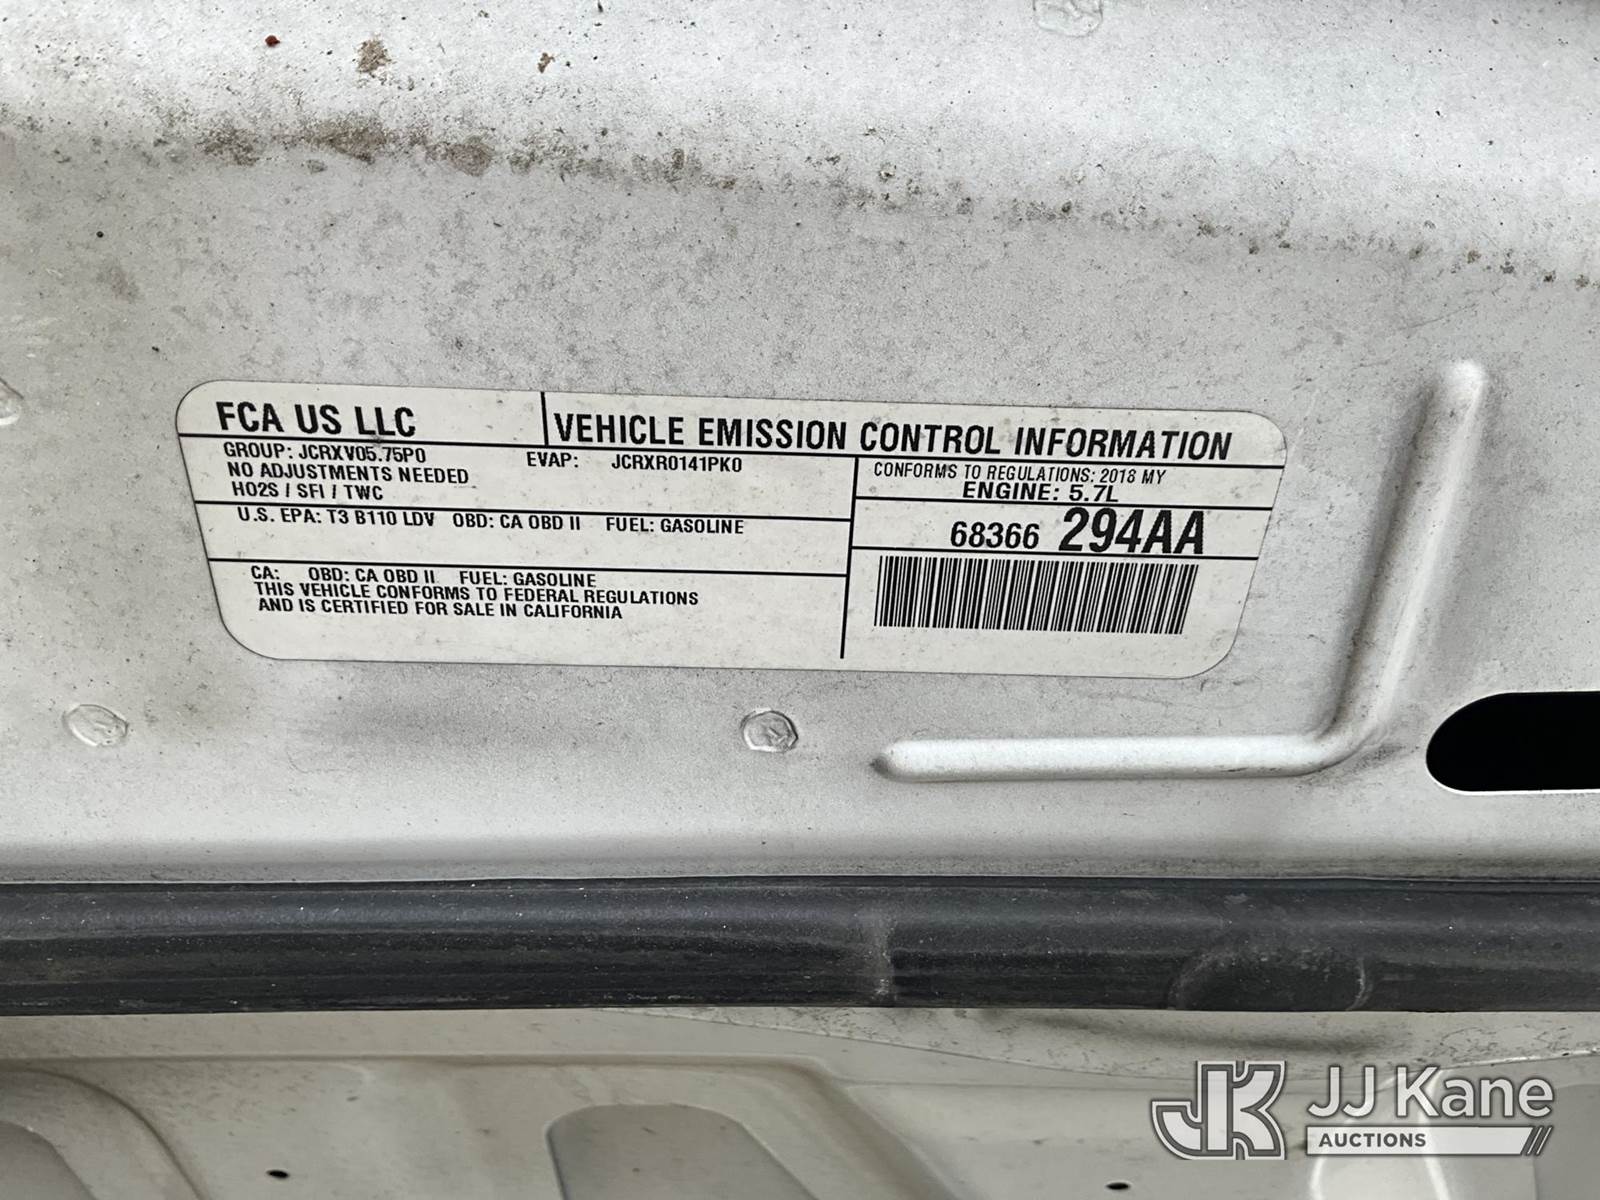 FCA US LLC
VEHICLE EMISSION CONTROL INFORMATION
GROUP: JCRXV05.75P0
EVAP: JCRXR0141PK0
NO ADJUSTMENTS NEEDED
HO2S / SFI / TWC
CONFORMS TO REGULATIONS: 2018 MY
ENGINE: 5.7L
U.S. EPA: T3 B110 LDV OBD: CA OBD II FUEL: GASOLINE
68366 294AA
CA: OBD: CA OBD II FUEL: GASOLINE
THIS VEHICLE CONFORMS TO FEDERAL REGULATIONS
AND IS CERTIFIED FOR SALE IN CALIFORNIA
JK JJ Kane
AUCTIONS